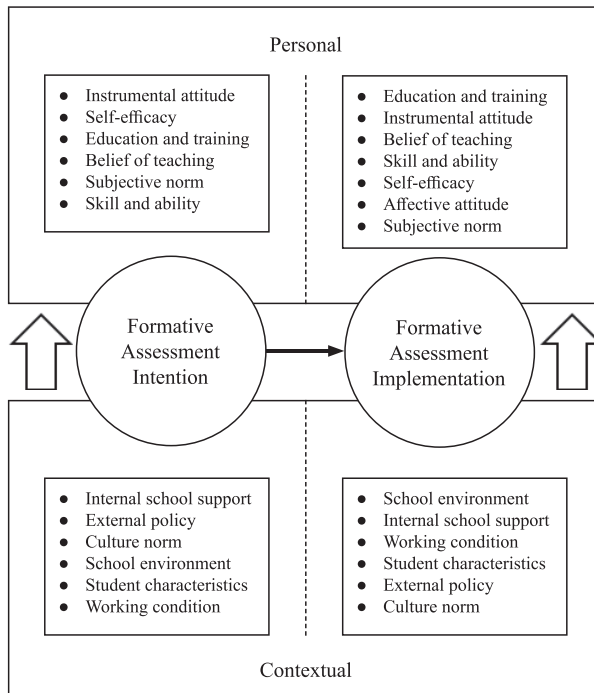 Personal
● Instrumental attitude
● Self-efficacy
● Education and training
● Belief of teaching
● Subjective norm
● Skill and ability
● Education and training
● Instrumental attitude
● Belief of teaching
● Skill and ability
● Self-efficacy
● Affective attitude
● Subjective norm
Formative
Assessment
Intention
Formative
Assessment
Implementation
● Internal school support
● External policy
● Culture norm
● School environment
● Student characteristics
● Working condition
● School environment
● Internal school support
● Working condition
● Student characteristics
● External policy
● Culture norm
Contextual